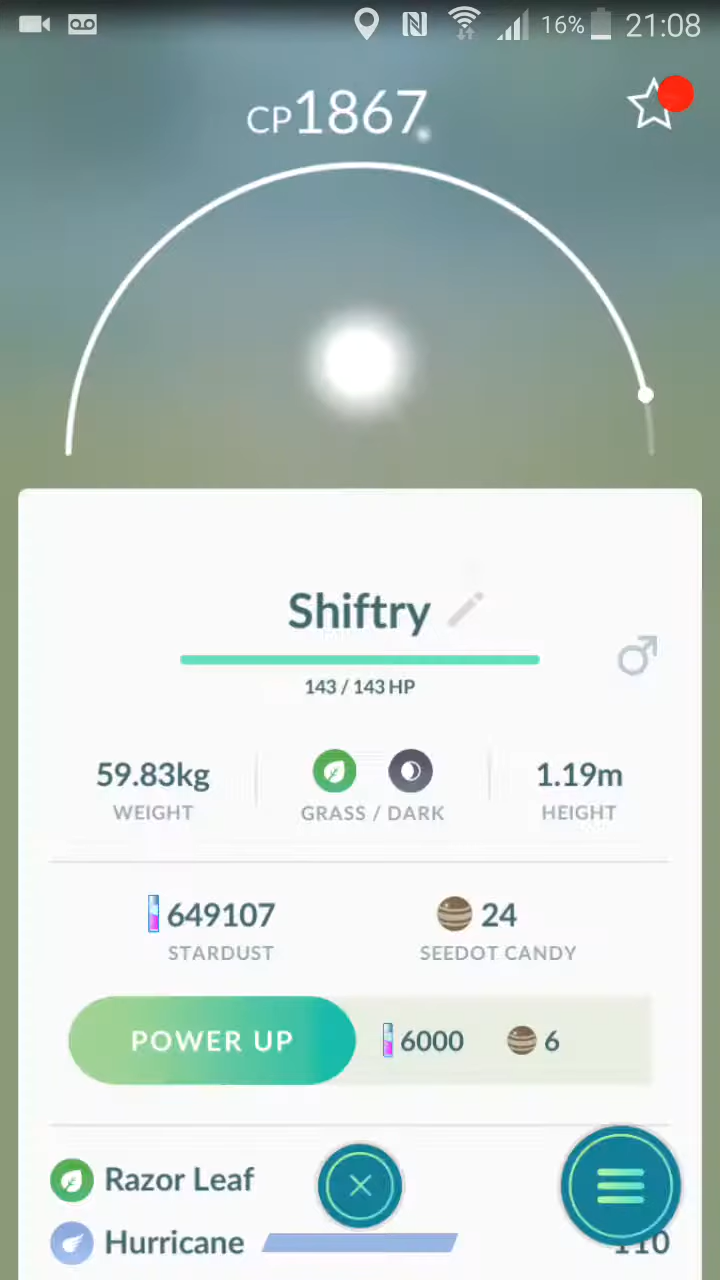 16% 21:08
CP1867
Shiftry
143 / 143 HP
59.83kg
WEIGHT
GRASS / DARK
1.19m
HEIGHT
649107
STARDUST
24
SEEDOT CANDY
POWER UP 6000 6
Razor Leaf
Hurricane 110